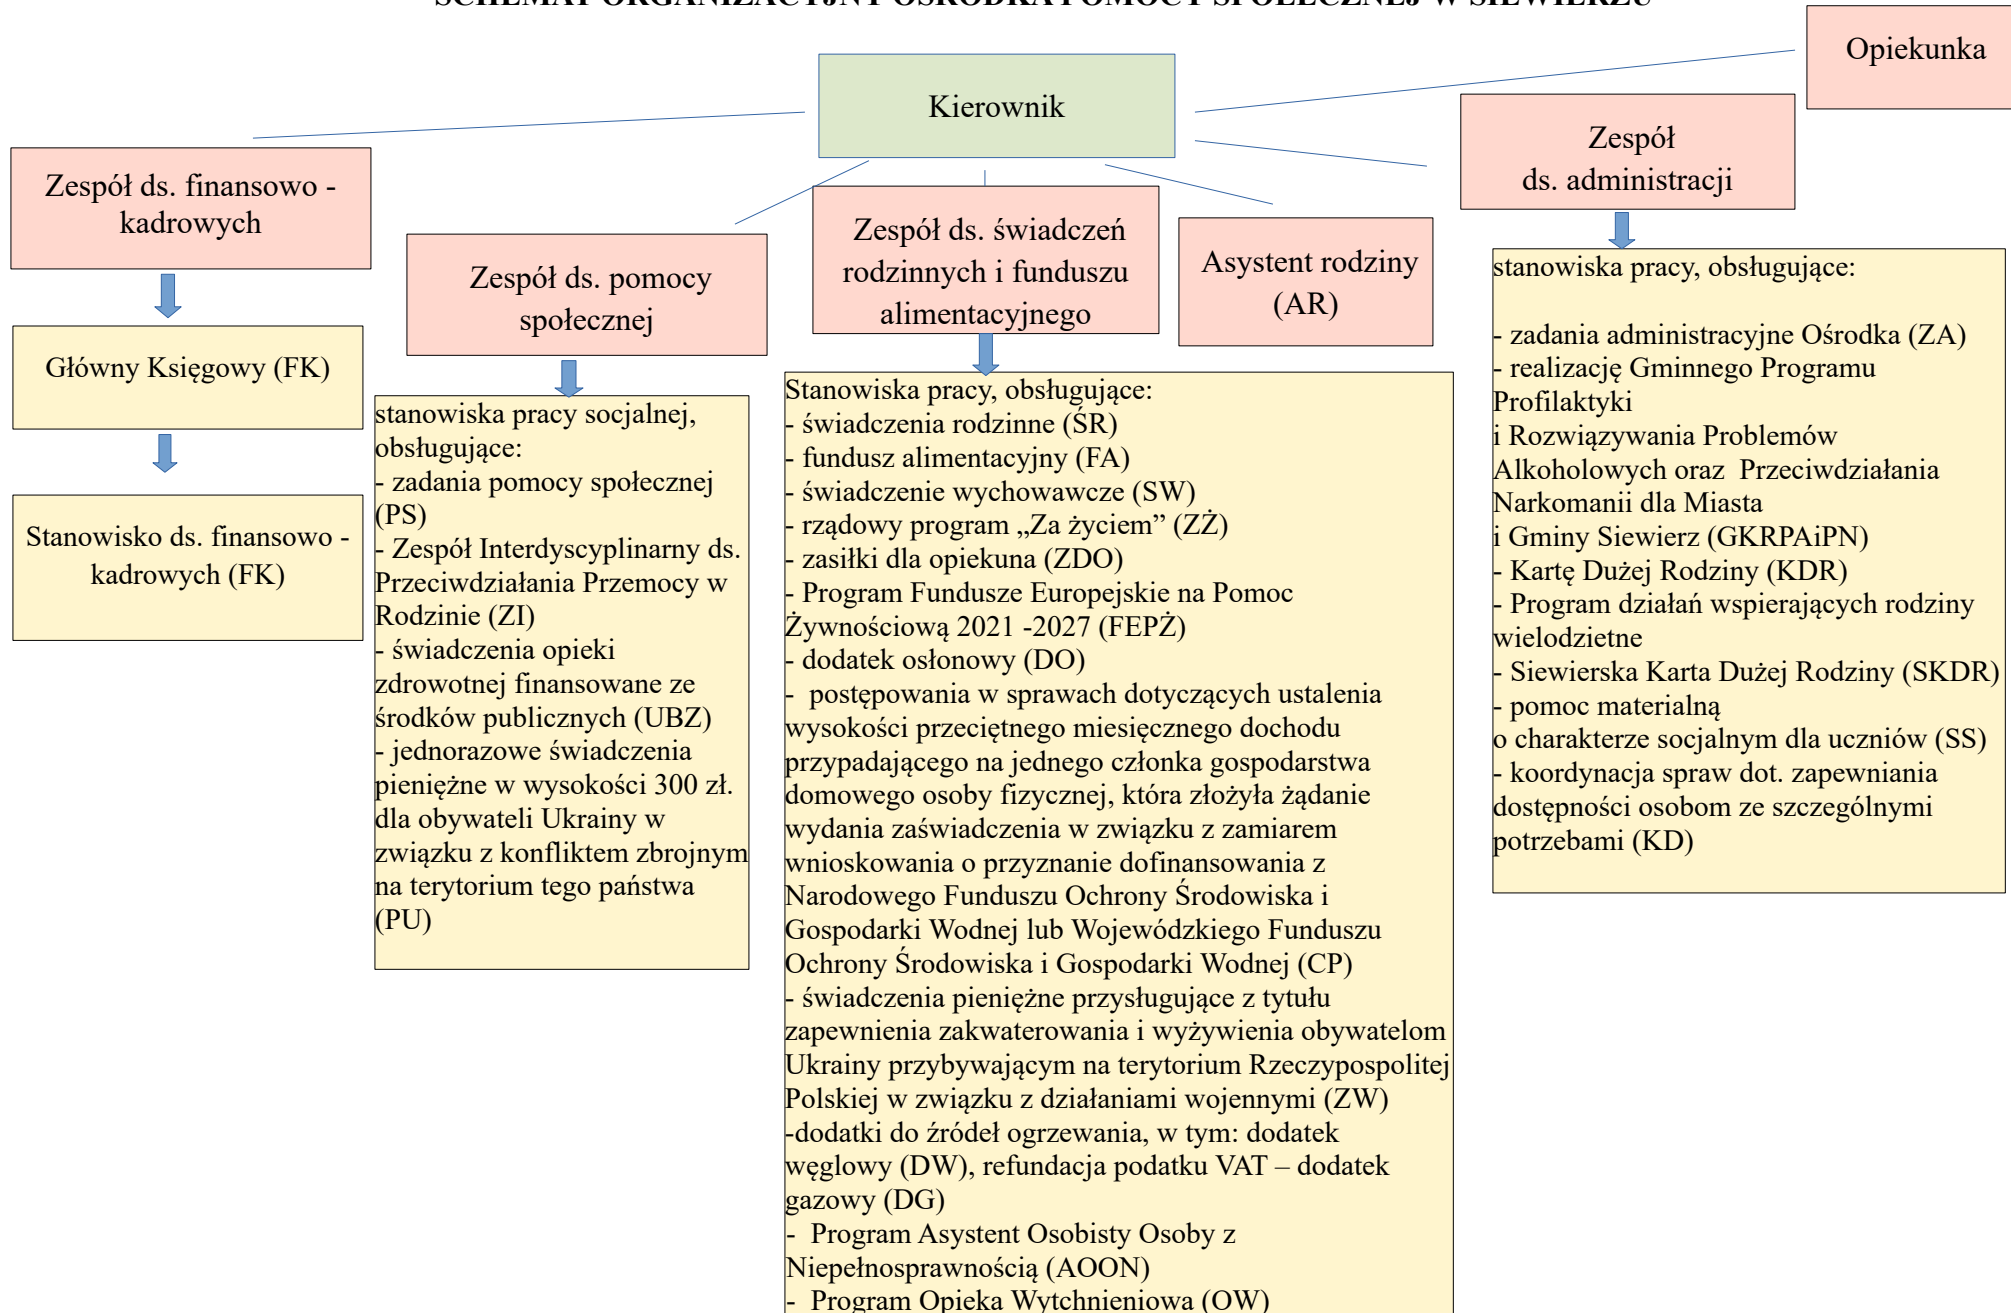 SCHEMAT ORGANIZACYJNY OŚRODKA POMOCY SPOŁECZNEJ W SIEWIERZU
Kierownik
Opiekunka
Zespół ds. finansowo -
kadrowych
Główny Księgowy (FK)
Stanowisko ds. finansowo -
kadrowych (FK)
Zespół ds. pomocy
społecznej
stanowiska pracy socjalnej,
obsługujące:
- zadania pomocy społecznej
(PS)
- Zespół Interdyscyplinarny ds.
Przeciwdziałania Przemocy w
Rodzinie (ZI)
- świadczenia opieki
zdrowotnej finansowane ze
środków publicznych (UBZ)
- jednorazowe świadczenia
pieniężne w wysokości 300 zł.
dla obywateli Ukrainy w
związku z konfliktem zbrojnym
na terytorium tego państwa
(PU)
Zespół ds. świadczeń
rodzinnych i funduszu
alimentacyjnego
Stanowiska pracy, obsługujące:
- świadczenia rodzinne (ŚR)
- fundusz alimentacyjny (FA)
- świadczenie wychowawcze (SW)
- rządowy program „Za życiem” (ZŻ)
- zasiłki dla opiekuna (ZDO)
- Program Fundusze Europejskie na Pomoc
Żywnościową 2021 -2027 (FEPŻ)
- dodatek osłonowy (DO)
- postępowania w sprawach dotyczących ustalenia
wysokości przeciętnego miesięcznego dochodu
przypadającego na jednego członka gospodarstwa
domowego osoby fizycznej, która złożyła żądanie
wydania zaświadczenia w związku z zamiarem
wnioskowania o przyznanie dofinansowania z
Narodowego Funduszu Ochrony Środowiska i
Gospodarki Wodnej lub Wojewódzkiego Funduszu
Ochrony Środowiska i Gospodarki Wodnej (CP)
- świadczenia pieniężne przysługujące z tytułu
zapewnienia zakwaterowania i wyżywienia obywatelom
Ukrainy przybywającym na terytorium Rzeczypospolitej
Polskiej w związku z działaniami wojennymi (ZW)
-dodatki do źródeł ogrzewania, w tym: dodatek
węglowy (DW), refundacja podatku VAT – dodatek
gazowy (DG)
- Program Asystent Osobisty Osoby z
Niepełnosprawnością (AOON)
- Program Opieka Wytchnieniowa (OW)
Asystent rodziny
(AR)
Zespół
ds. administracji
stanowiska pracy, obsługujące:
- zadania administracyjne Ośrodka (ZA)
- realizację Gminnego Programu
Profilaktyki
i Rozwiązywania Problemów
Alkoholowych oraz Przeciwdziałania
Narkomanii dla Miasta
i Gminy Siewierz (GKRPAiPN)
- Kartę Dużej Rodziny (KDR)
- Program działań wspierających rodziny
wielodzietne
- Siewierska Karta Dużej Rodziny (SKDR)
- pomoc materialną
o charakterze socjalnym dla uczniów (SS)
- koordynacja spraw dot. zapewniania
dostępności osobom ze szczególnymi
potrzebami (KD)